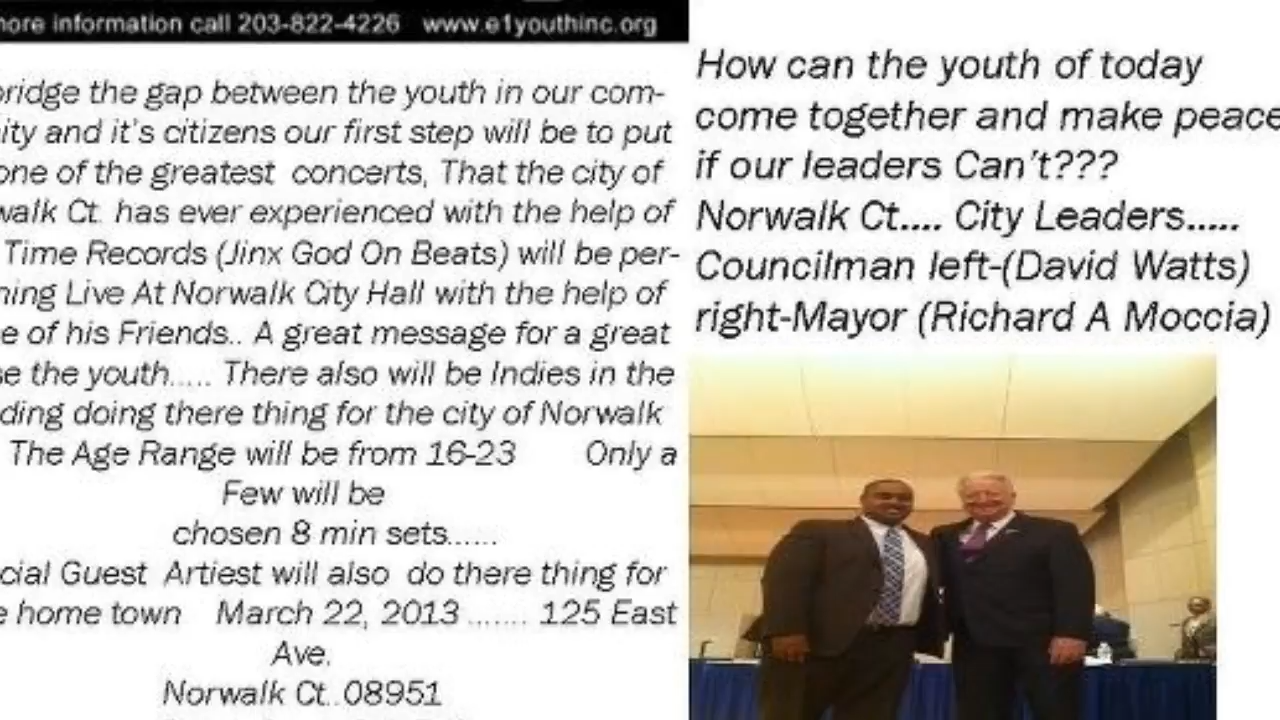 more information call 203-822-4226 www.e1youthinc.org
bridge the gap between the youth in our com-
ity and it's citizens our first step will be to put
one of the greatest concerts, That the city of
walk Ct. has ever experienced with the help of
Time Records (Jinx God On Beats) will be per-
ming Live At Norwalk City Hall with the help of
e of his Friends.. A great message for a great
se the youth..... There also will be Indies in the
ding doing there thing for the city of Norwalk
The Age Range will be from 16-23 Only a
Few will be
chosen 8 min sets......
cial Guest Artiest will also do there thing for
e home town March 22, 2013 ....... 125 East
Ave.
Norwalk Ct..08951
How can the youth of today
come together and make peace
if our leaders Can't???
Norwalk Ct.... City Leaders.....
Councilman left-(David Watts)
right-Mayor (Richard A Moccia)